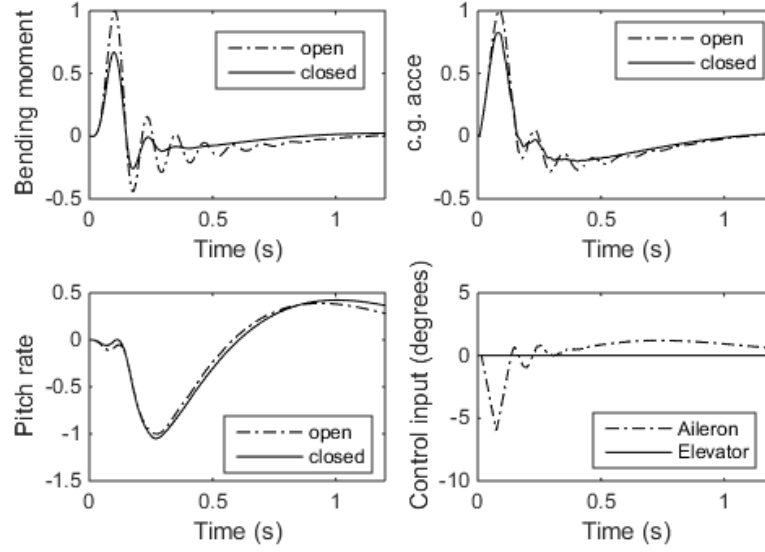 Bending moment
1
0.5
0
-0.5
0
0.5
1
Time (s)
open
closed
c.g. acce
1
0.5
0
-0.5
0
0.5
1
Time (s)
open
closed
Pitch rate
0.5
0
-0.5
-1
-1.5
0
0.5
1
Time (s)
open
closed
Control input (degrees)
5
0
-5
-10
0
0.5
1
Time (s)
Aileron
Elevator